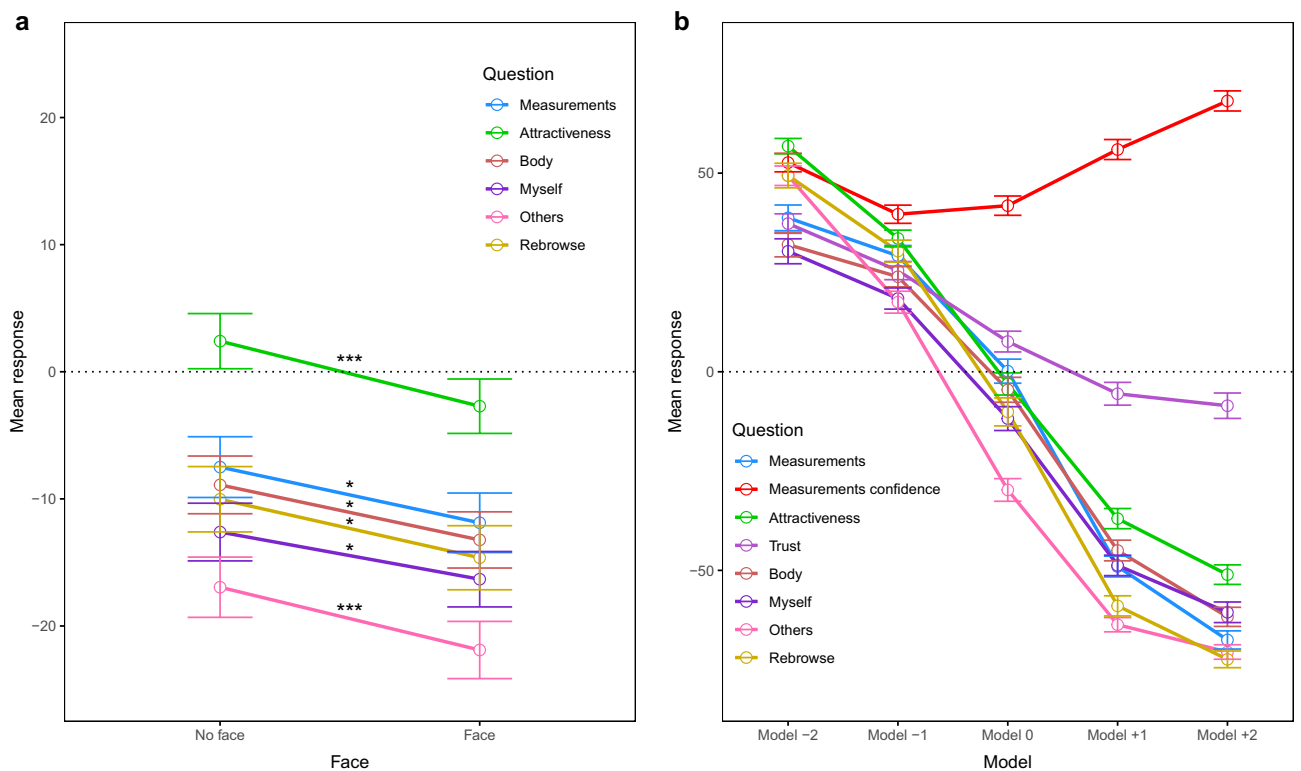 a
Mean response
20
10
0
−10
−20
Question
Measurements
Attractiveness
Body
Myself
Others
Rebrowse
***
*
*
*
*
***
No face
Face
Face
b
Mean response
50
0
−50
Question
Measurements
Measurements confidence
Attractiveness
Trust
Body
Myself
Others
Rebrowse
Model −2
Model −1
Model 0
Model +1
Model +2
Model